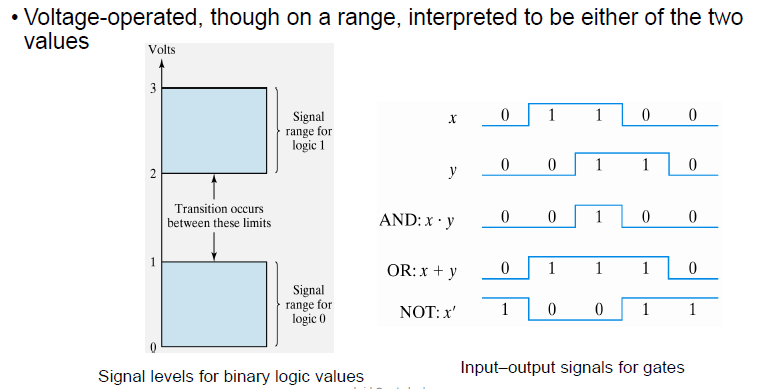 • Voltage-operated, though on a range, interpreted to be either of the two
values
Volts
3
Signal
range for
logic 1
2
Transition occurs
between these limits
1
Signal
range for
logic 0
0
Signal levels for binary logic values
x 0 1 1 0 0
y 0 0 1 1 0
AND: x · y 0 0 1 0 0
OR: x + y 0 1 1 1 0
NOT: x' 1 0 0 1 1
Input–output signals for gates